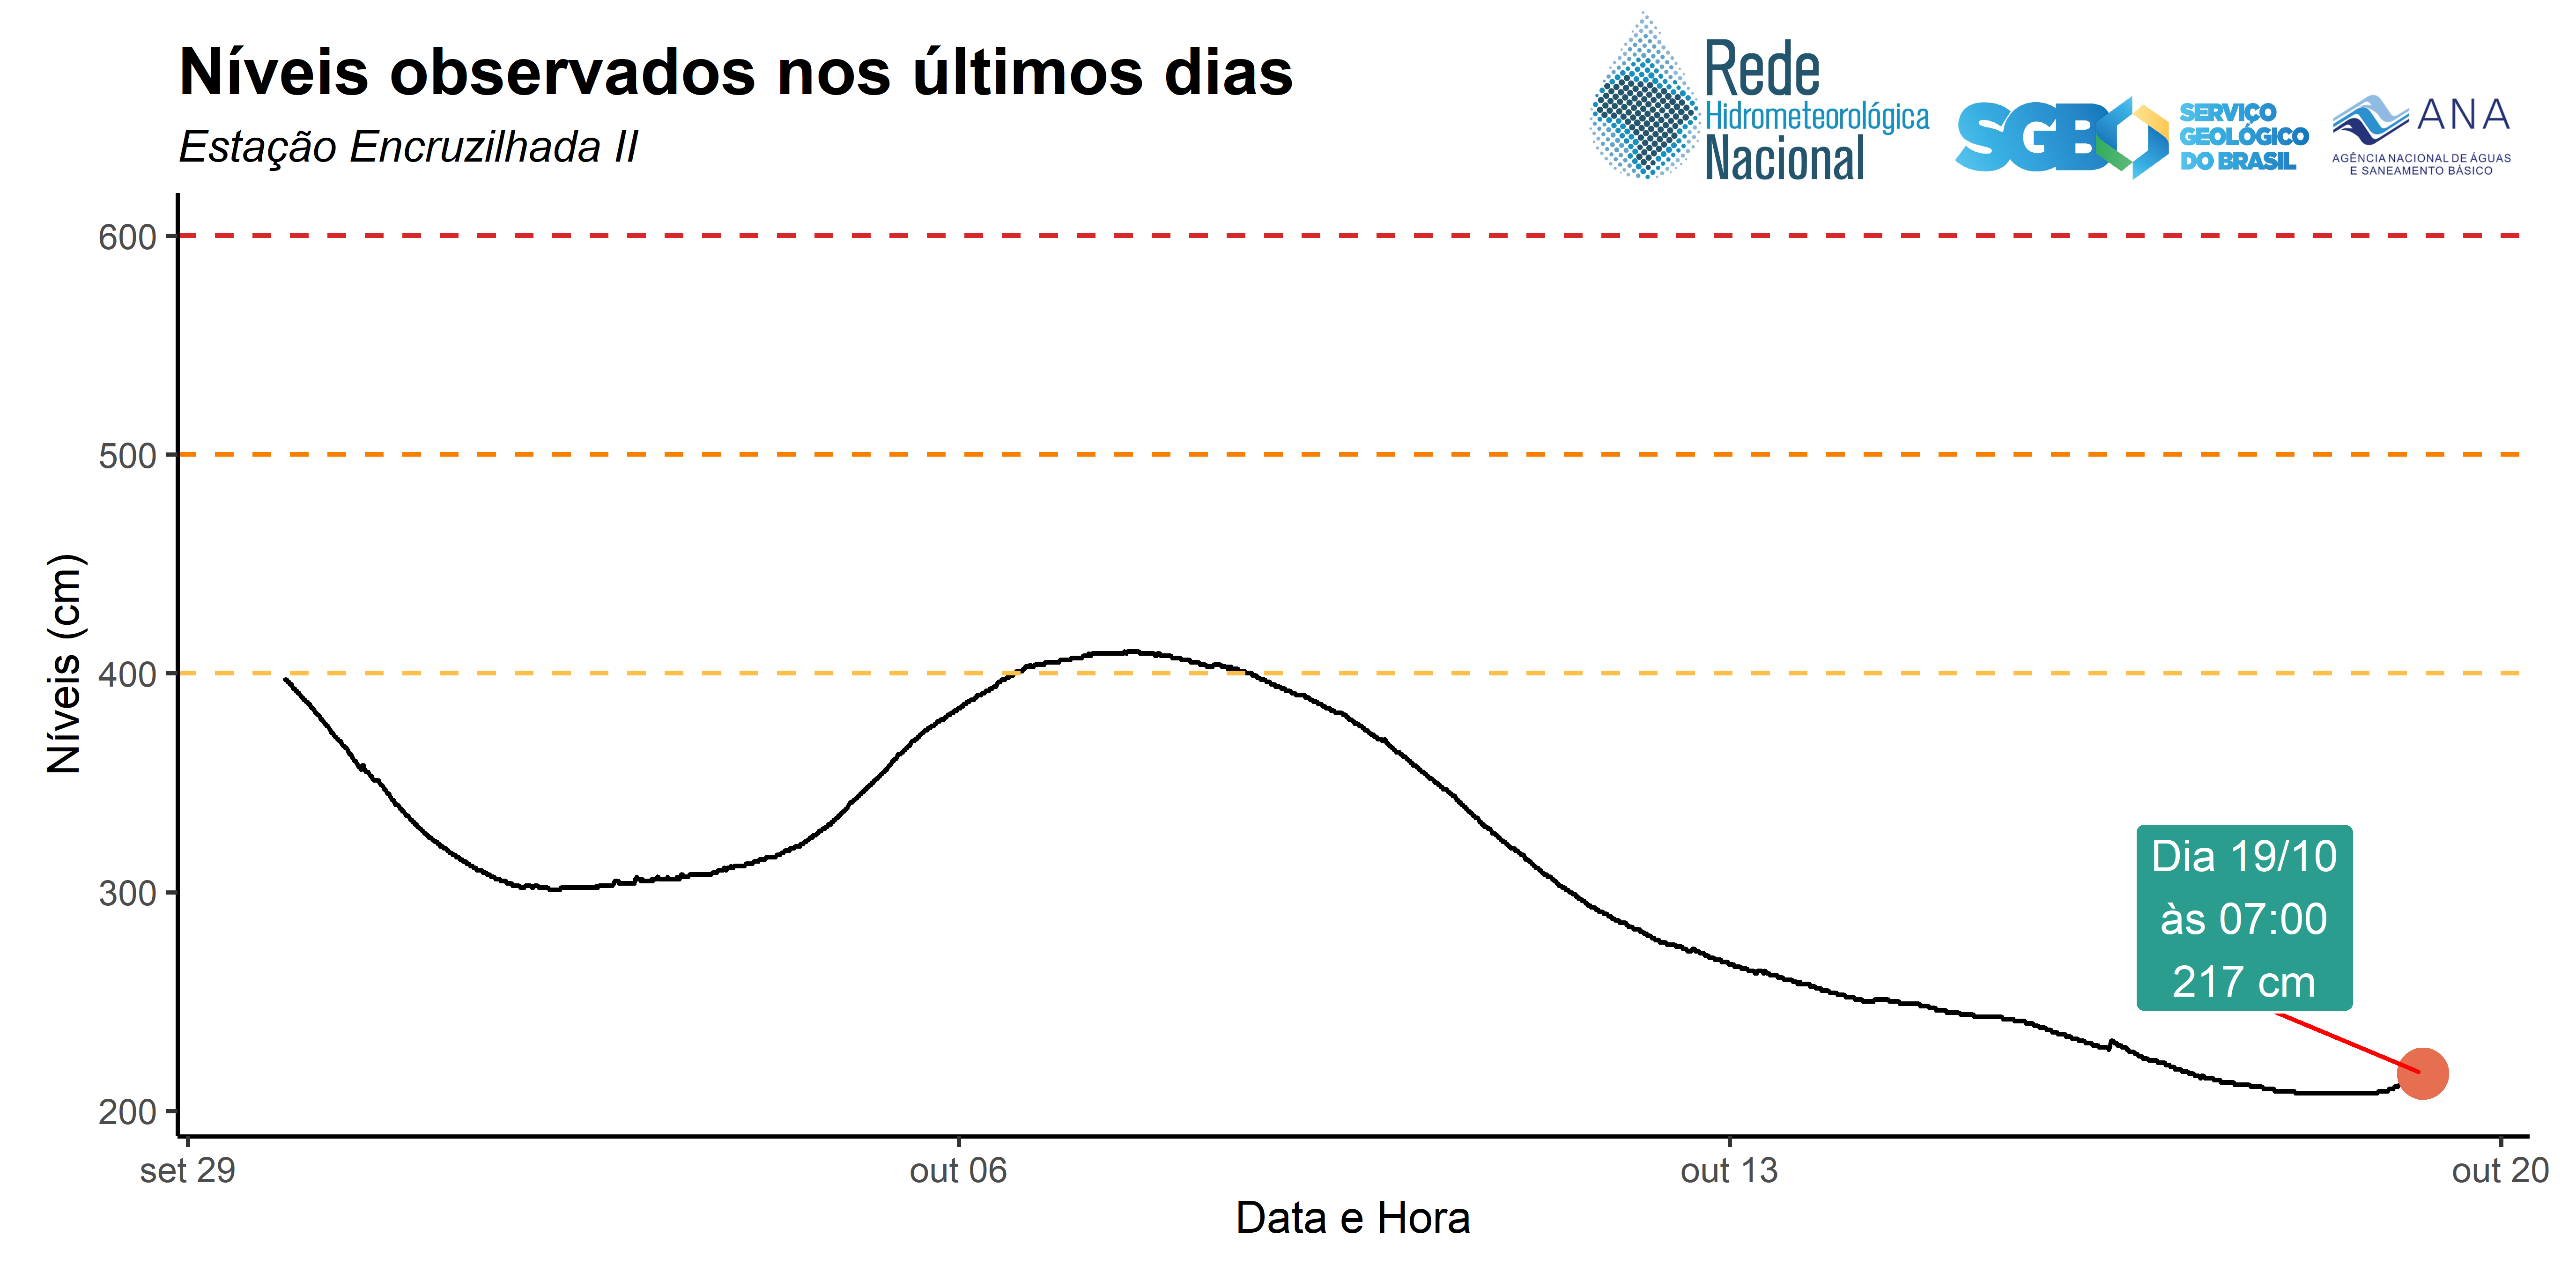 Níveis observados nos últimos dias
Estação Encruzilhada II
Rede
Hidrometeorológica
Nacional
SGB
SERVIÇO
GEOLÓGICO
DO BRASIL
ANA
AGÊNCIA NACIONAL DE ÁGUAS
E SANEAMENTO BÁSICO
600
500
400
300
200
Níveis (cm)
Dia 19/10
às 07:00
217 cm
set 29
out 06
out 13
out 20
Data e Hora